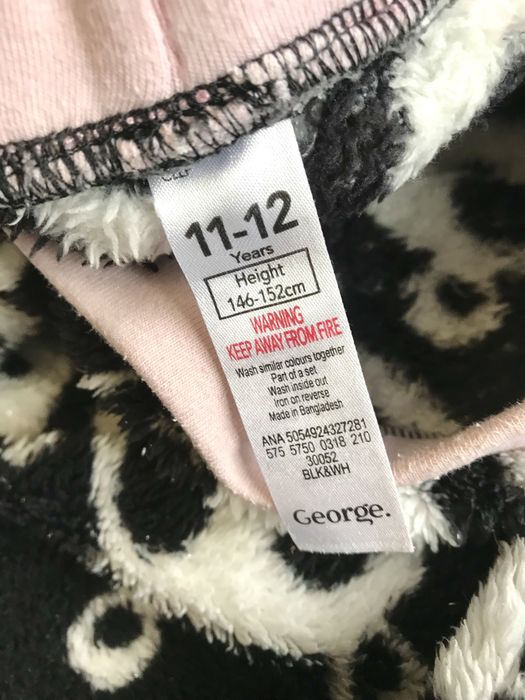 11-12
Years
Height
146-152cm
WARNING
KEEP AWAY FROM FIRE
Wash similar colours together
Part of a set
Wash inside out
Iron on reverse
Made in Bangladesh
ANA 5054924327281
575 5750 0318 210
30052
BLK&WH
George.